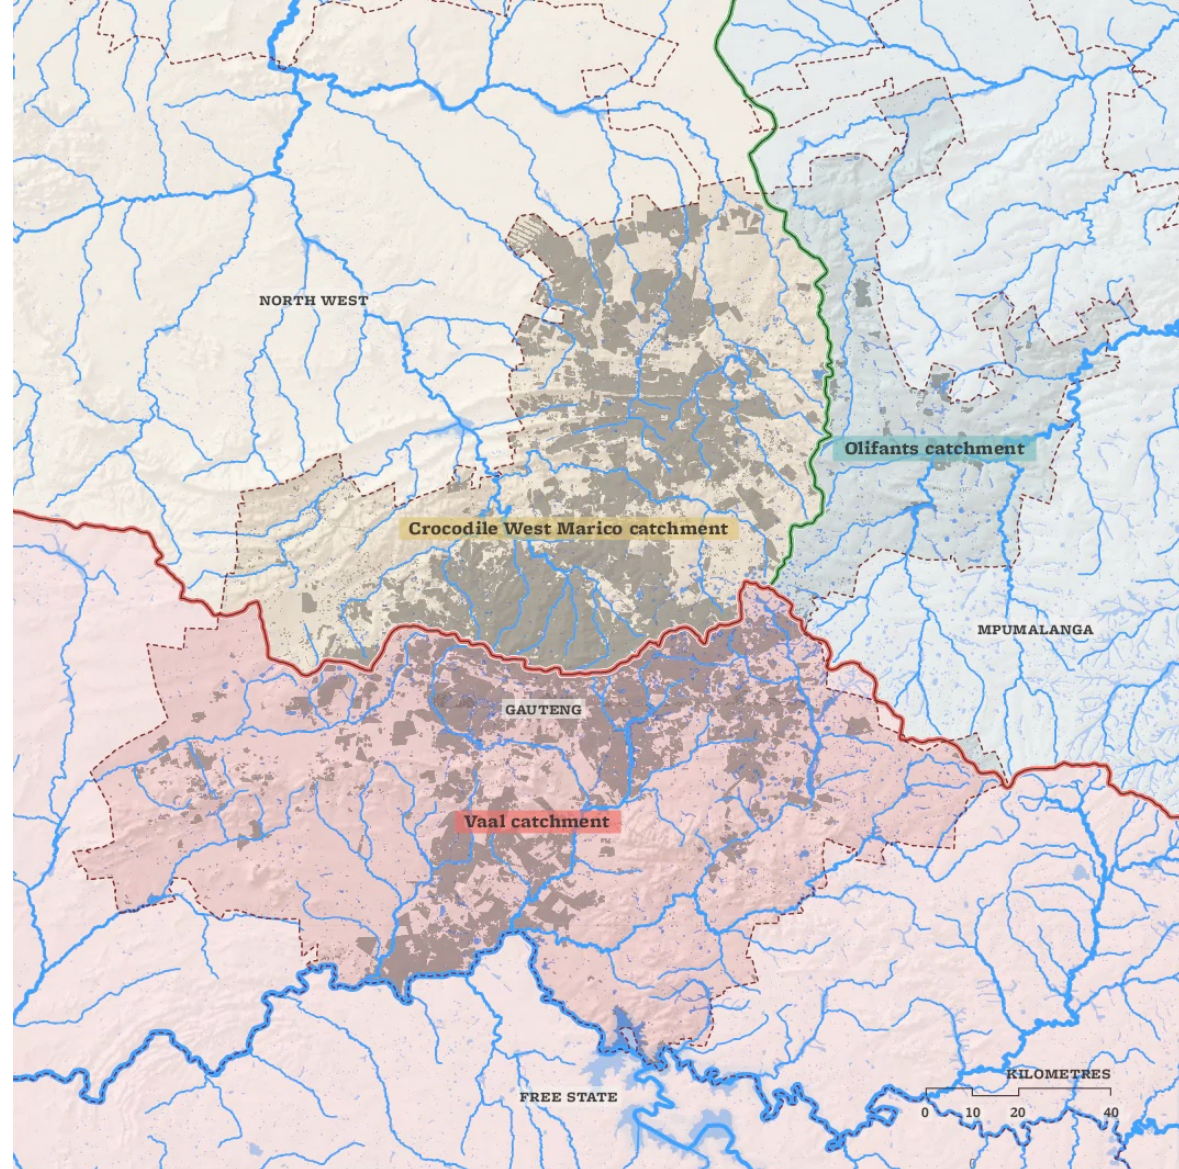 NORTH WEST
Olifants catchment
Crocodile West Marico catchment
MPUMALANGA
GAUTENG
Vaal catchment
KILOMETRES
FREE STATE
0 10 20 40